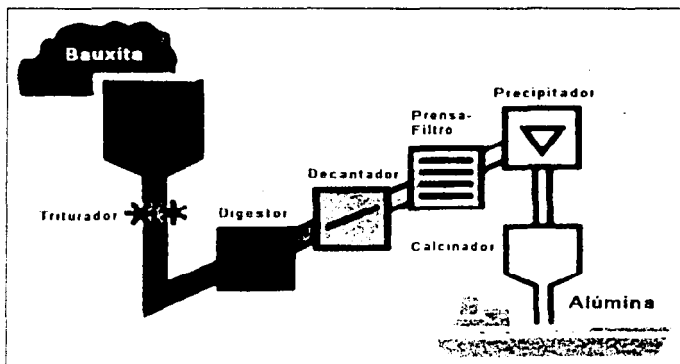 Bauxita
Precipitador
Prensa-
Filtro
Decantador
Triturador
Digestor
Calcinador
Alúmina